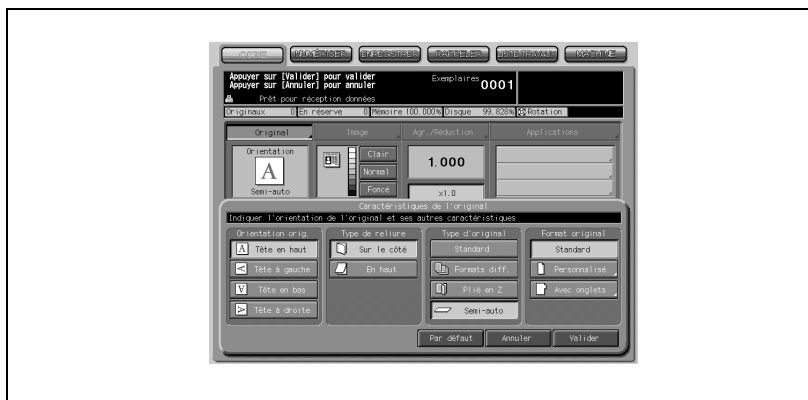 COPIE NUMÉRISER ENREGISTRER RAPPELER LISTE TRAVAUX MACHINE
Appuyer sur [Valider] pour valider
Appuyer sur [Annuler] pour annuler
Exemplaires 0001
Prêt pour réception données
Originaux 0 En réserve 0 Mémoire 100.000% Disque 99.828% Rotation
Original Image Agr./Réduction Applications
Orientation
A
Semi-auto
Clair
Normal
Foncé
1.000
x1.0
Caractéristiques de l'original
Indiquer l'orientation de l'original et ses autres caractéristiques
Orientation orig. Type de reliure Type d'original Format original
A Tête en haut Sur le côté Standard Standard
A Tête à gauche En haut Formats diff. Personnalisé
A Tête en bas Plié en Z Avec onglets
A Tête à droite Semi-auto
Par défaut Annuler Valider